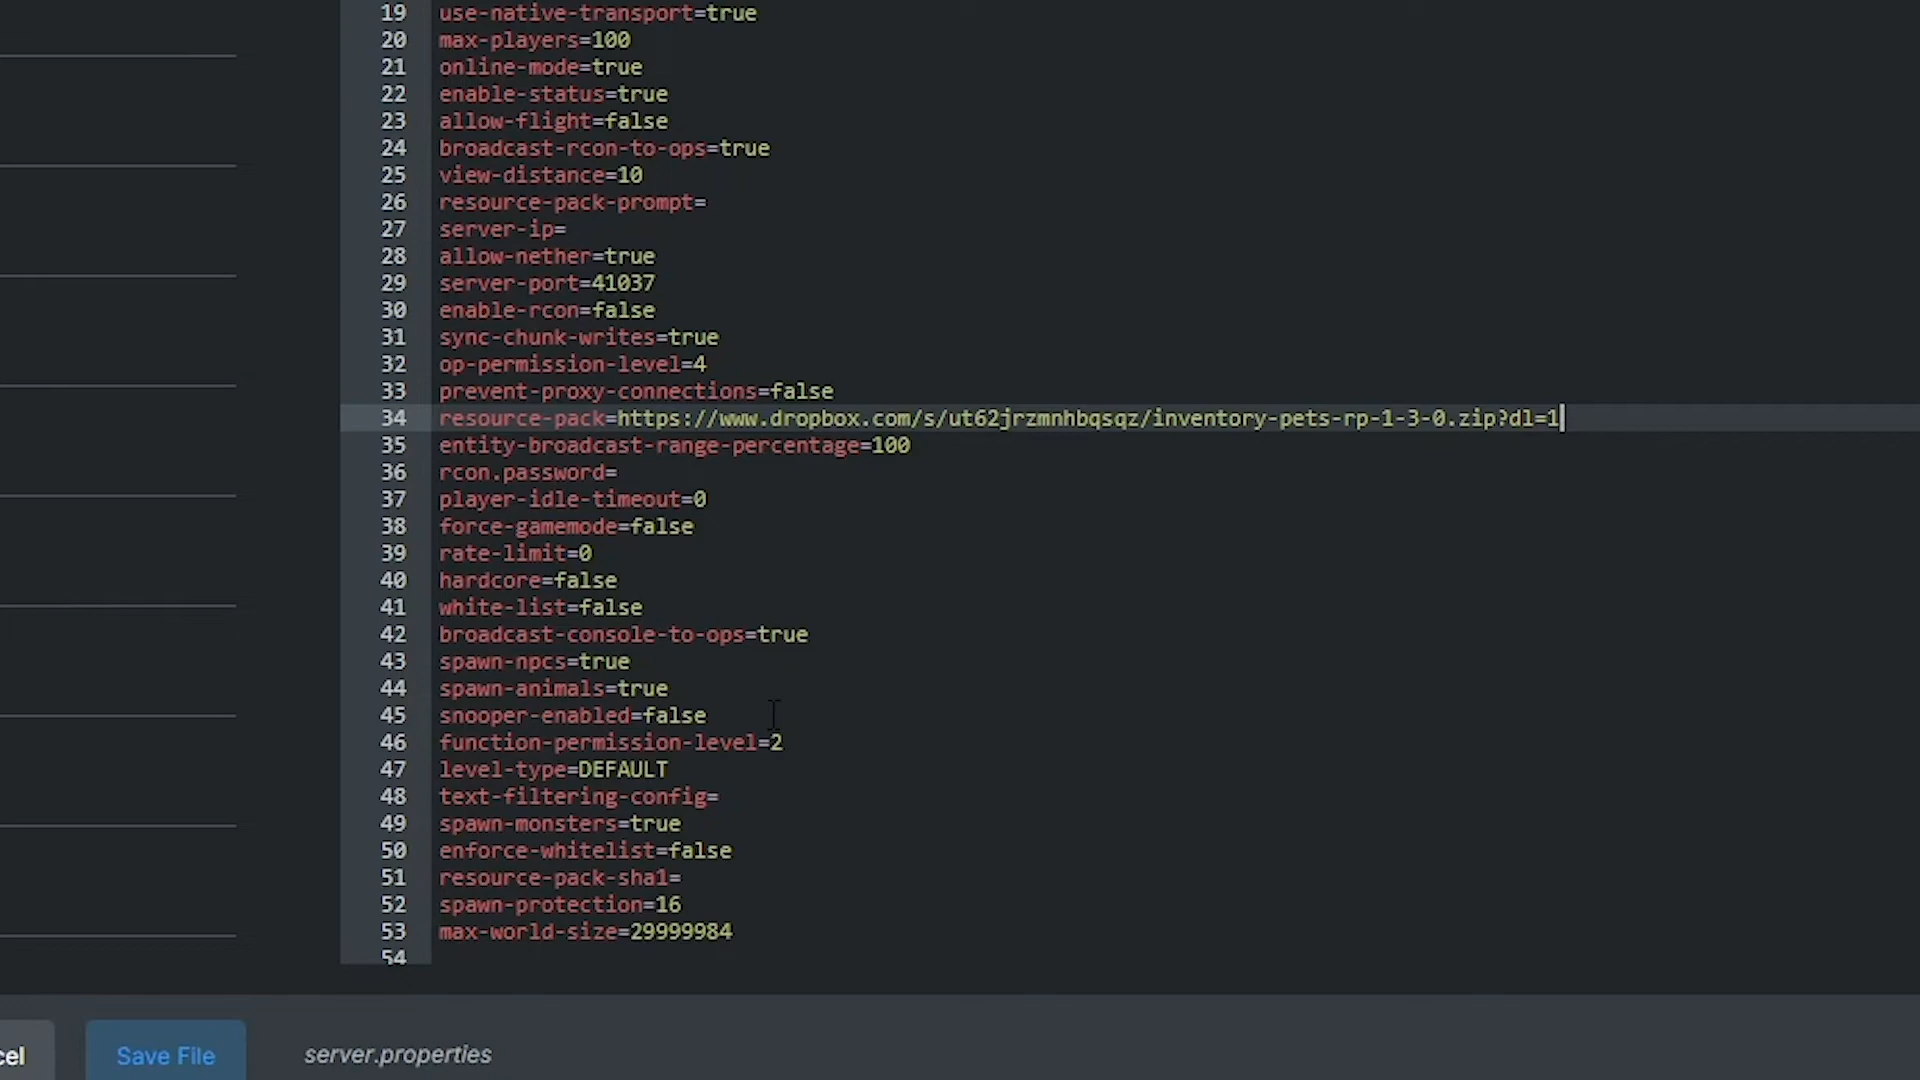 19 use-native-transport=true
20 max-players=100
21 online-mode=true
22 enable-status=true
23 allow-flight=false
24 broadcast-rcon-to-ops=true
25 view-distance=10
26 resource-pack-prompt=
27 server-ip=
28 allow-nether=true
29 server-port=41037
30 enable-rcon=false
31 sync-chunk-writes=true
32 op-permission-level=4
33 prevent-proxy-connections=false
34 resource-pack=https://www.dropbox.com/s/ut62jrzmnhbqsqz/inventory-pets-rp-1-3-0.zip?dl=1
35 entity-broadcast-range-percentage=100
36 rcon.password=
37 player-idle-timeout=0
38 force-gamemode=false
39 rate-limit=0
40 hardcore=false
41 white-list=false
42 broadcast-console-to-ops=true
43 spawn-npcs=true
44 spawn-animals=true
45 snooper-enabled=false
46 function-permission-level=2
47 level-type=DEFAULT
48 text-filtering-config=
49 spawn-monsters=true
50 enforce-whitelist=false
51 resource-pack-sha1=
52 spawn-protection=16
53 max-world-size=29999984
54
cel Save File server.properties